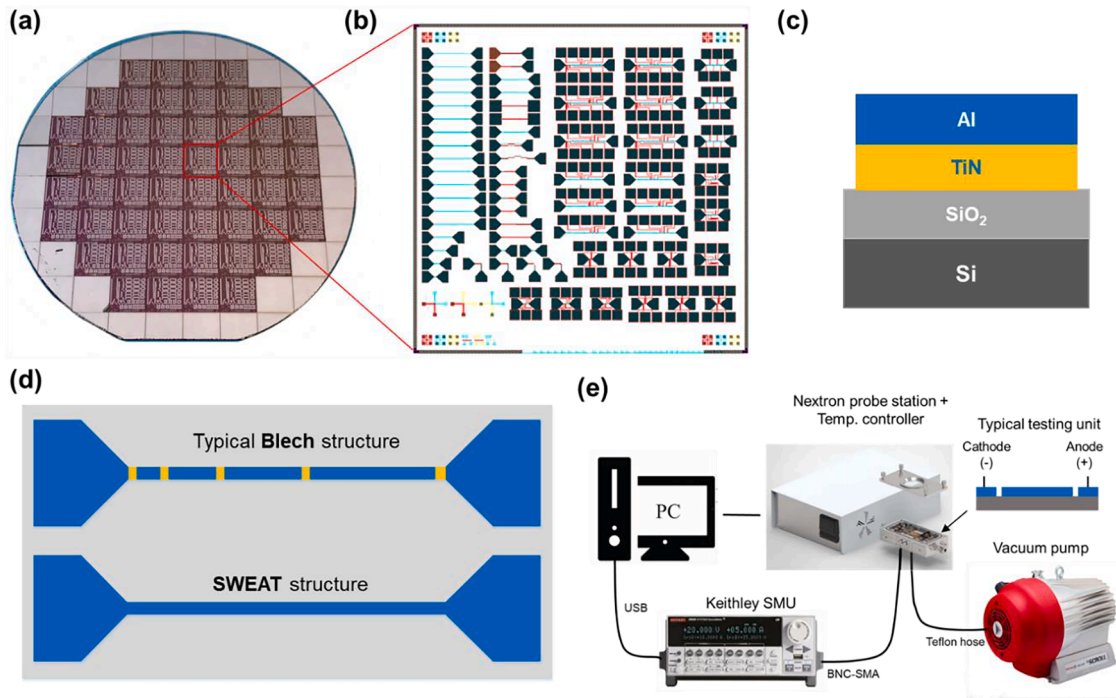 (a)
(b)
(c)
Al
TiN
SiO₂
Si
(d)
Typical Blech structure
SWEAT structure
(e)
Nextron probe station +
Temp. controller
Typical testing unit
Cathode
(-)
Anode
(+)
PC
Vacuum pump
USB
Keithley SMU
BNC-SMA
Teflon hose